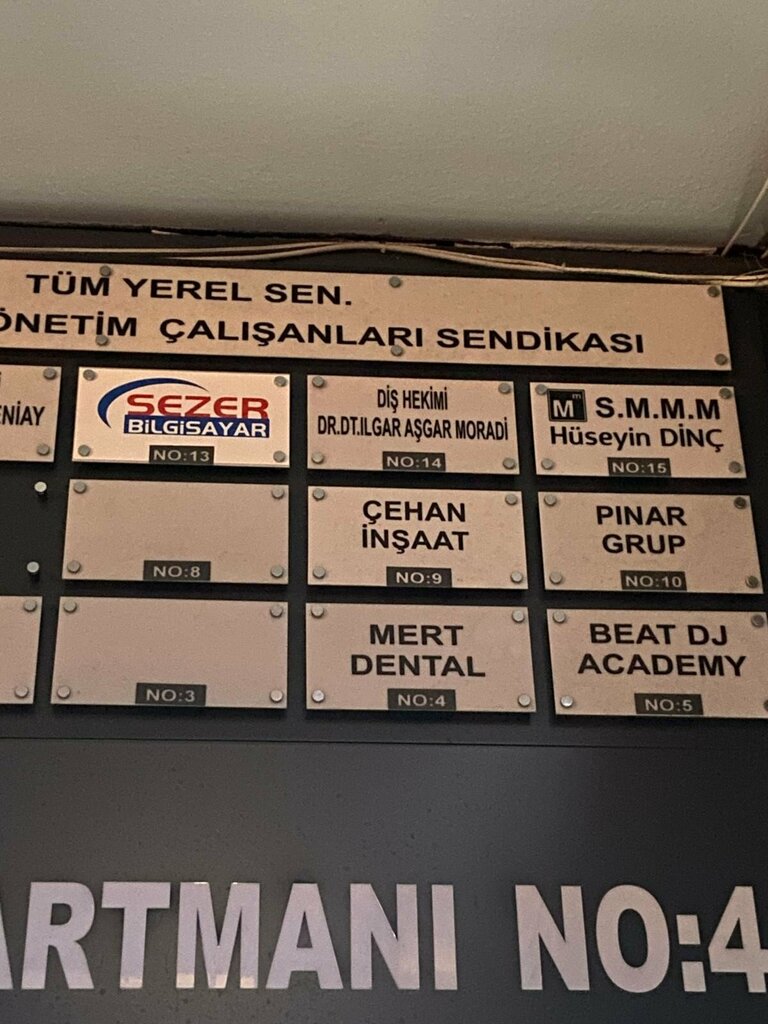 TÜM YEREL SEN.
ÖNETİM ÇALIŞANLARI SENDİKASI
ENİAY
SEZER
BİLGİSAYAR
NO:13
DİŞ HEKİMİ
DR.DT.ILGAR AŞGAR MORADİ
NO:14
M S.M.M.M
Hüseyin DİNÇ
NO:15
NO:8
ÇEHAN
İNŞAAT
NO:9
PINAR
GRUP
NO:10
NO:3
MERT
DENTAL
NO:4
BEAT DJ
ACADEMY
NO:5
ARTMANI NO:4